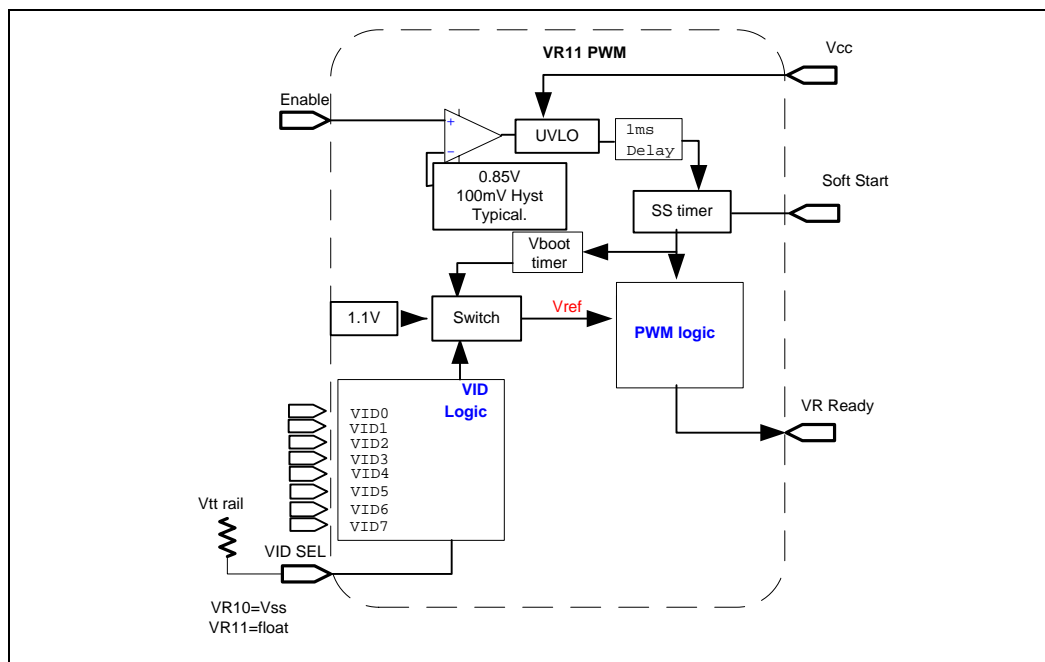 VR11 PWM
Vcc
Enable
+
−
UVLO
1ms
Delay
0.85V
100mV Hyst
Typical.
Soft Start
SS timer
Vboot
timer
1.1V
Switch
Vref
PWM logic
VID
Logic
VR Ready
VID0
VID1
VID2
VID3
VID4
VID5
VID6
VID7
Vtt rail
VID SEL
VR10=Vss
VR11=float